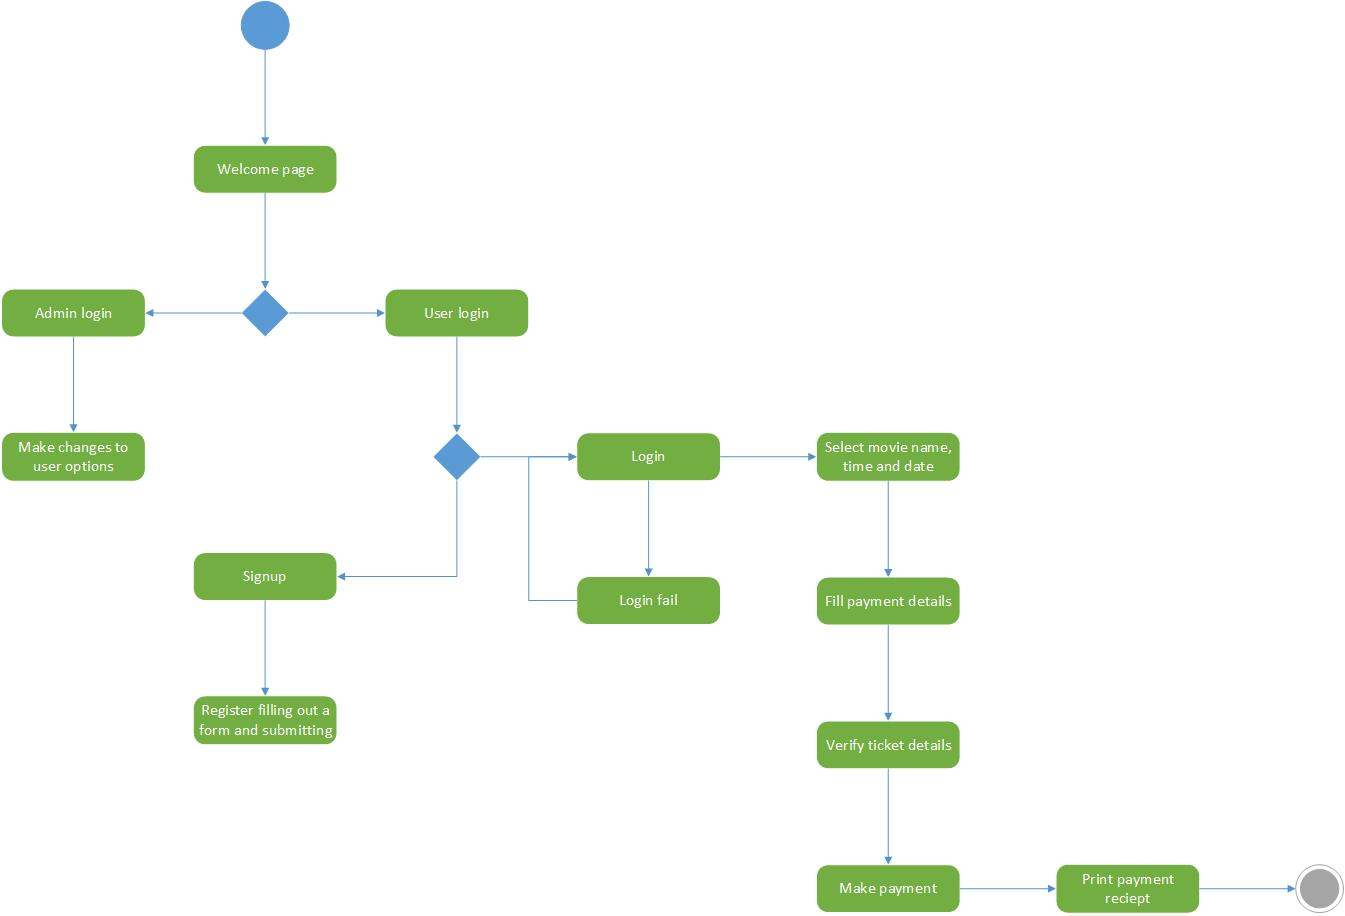 Welcome page
Admin login
User login
Make changes to
user options
Login
Select movie name,
time and date
Signup
Login fail
Fill payment details
Register filling out a
form and submitting
Verify ticket details
Make payment
Print payment
reciept